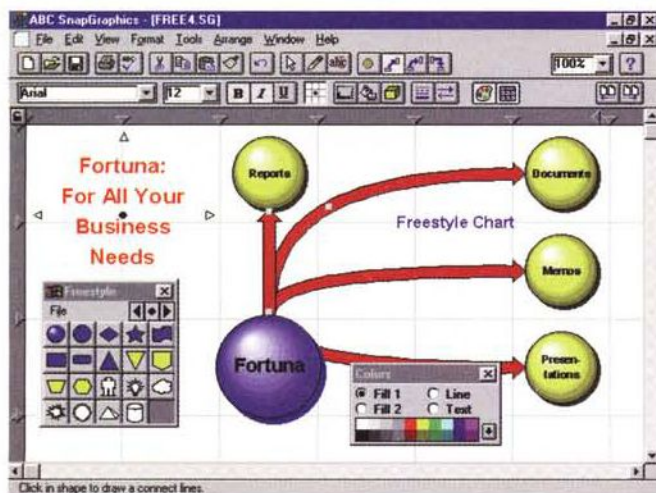 ABC SnapGraphics - [FREE4.SG]
File Edit View Format Tools Arrange Window Help
abc 100% ?
Arial 12 B I U
Fortuna:
For All Your
Business
Needs
Reports
Documents
Freestyle Chart
Memos
Freestyle
File
Fortuna
Presen-
tations
Colors
Fill 1 Line
Fill 2 Text
Click in shape to draw a connect lines.